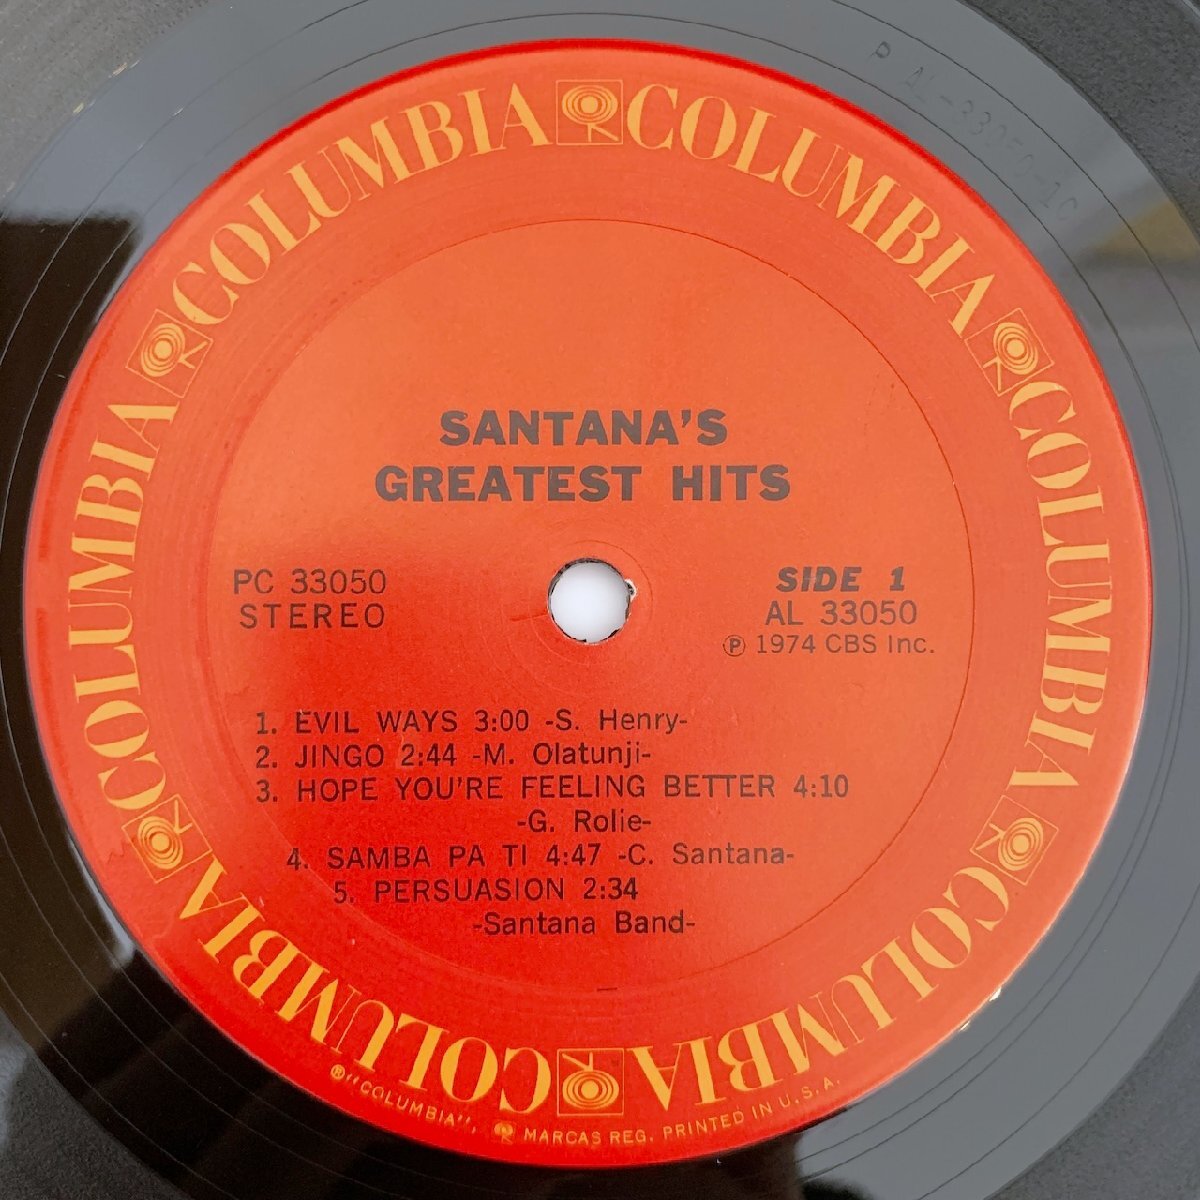 COLUMBIA COLUMBIA COLUMBIA COLUMBIA COLUMBIA COLUMBIA
P AL-33050-1C
SANTANA'S
GREATEST HITS
PC 33050
STEREO
SIDE 1
AL 33050
Ⓟ 1974 CBS Inc.
1. EVIL WAYS 3:00 -S. Henry-
2. JINGO 2:44 -M. Olatunji-
3. HOPE YOU'RE FEELING BETTER 4:10
-G. Rolie-
4. SAMBA PA TI 4:47 -C. Santana-
5. PERSUASION 2:34
-Santana Band-
®"COLUMBIA", MARCAS REG. PRINTED IN U.S.A.